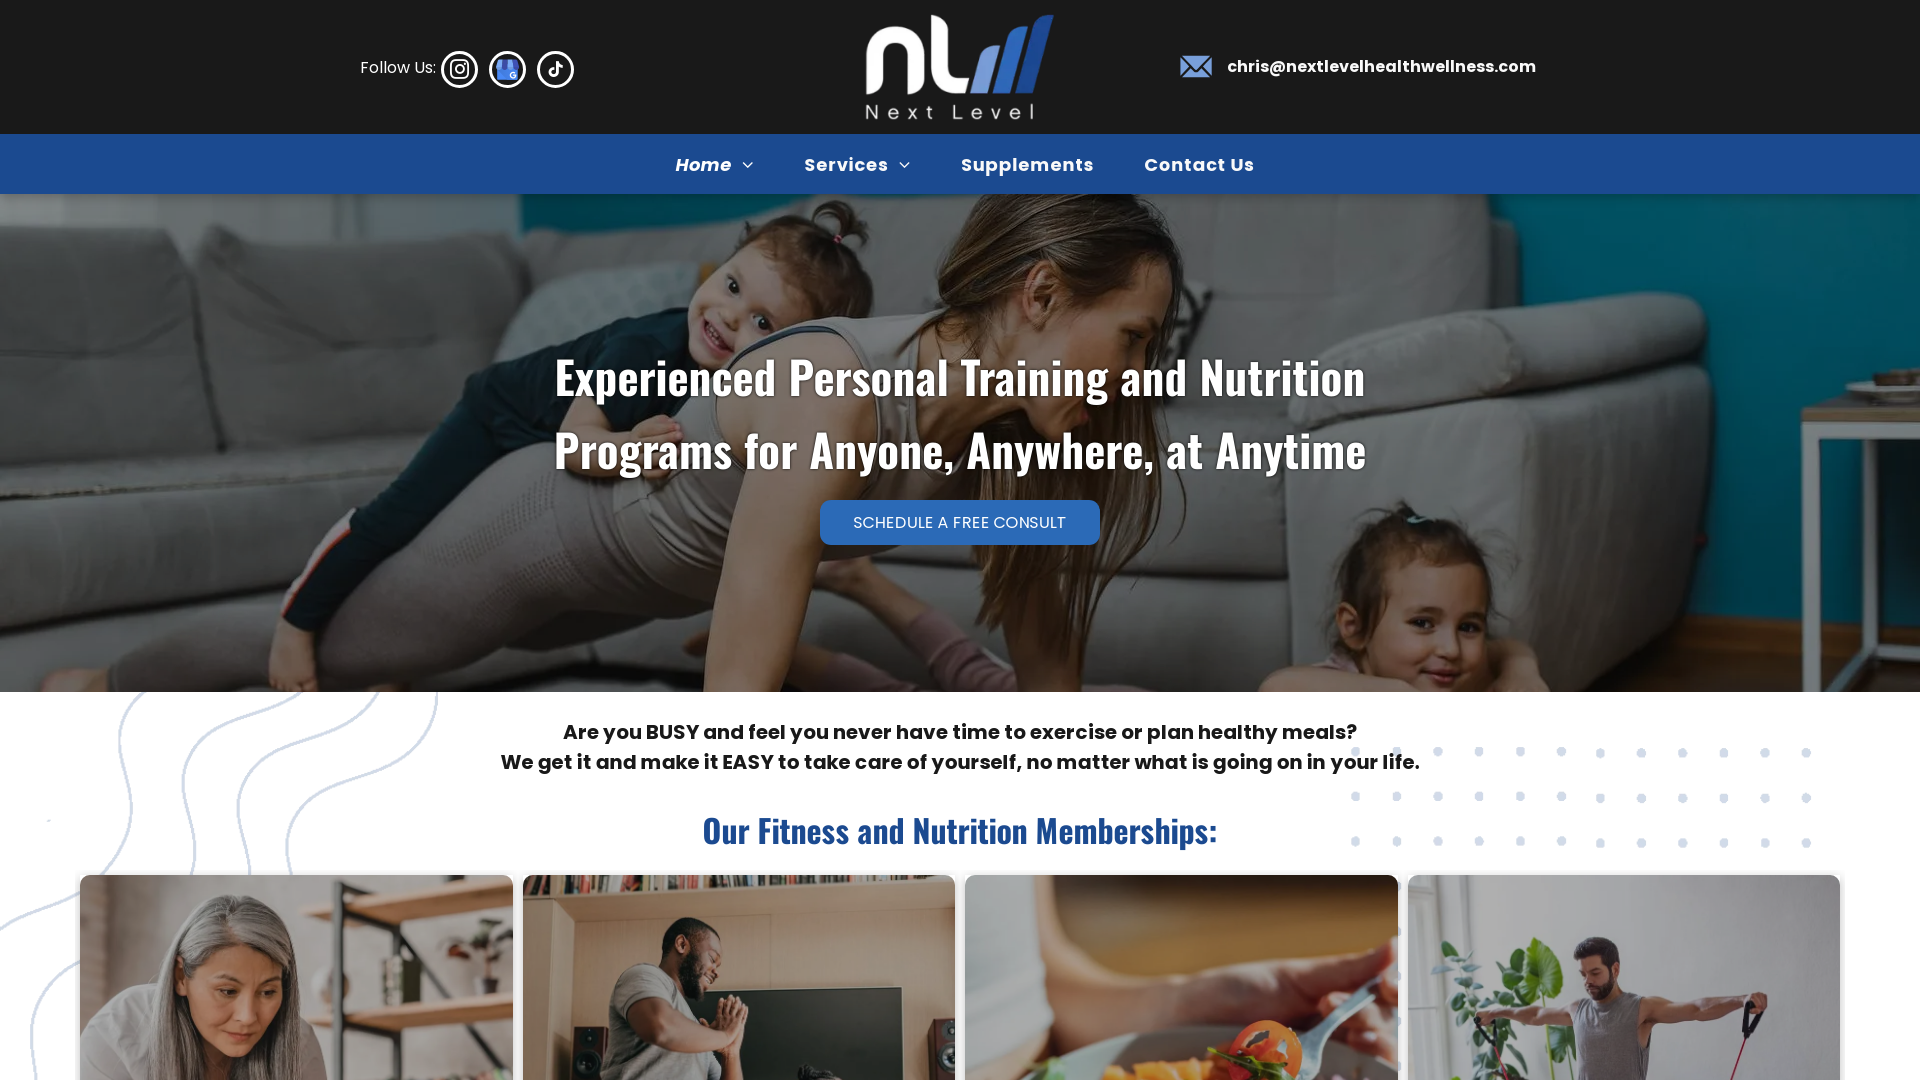 Follow Us:
Next Level
chris@nextlevelhealthwellness.com
Home
Services
Supplements
Contact Us
Experienced Personal Training and Nutrition
Programs for Anyone, Anywhere, at Anytime
SCHEDULE A FREE CONSULT
Are you BUSY and feel you never have time to exercise or plan healthy meals?
We get it and make it EASY to take care of yourself, no matter what is going on in your life.
Our Fitness and Nutrition Memberships: